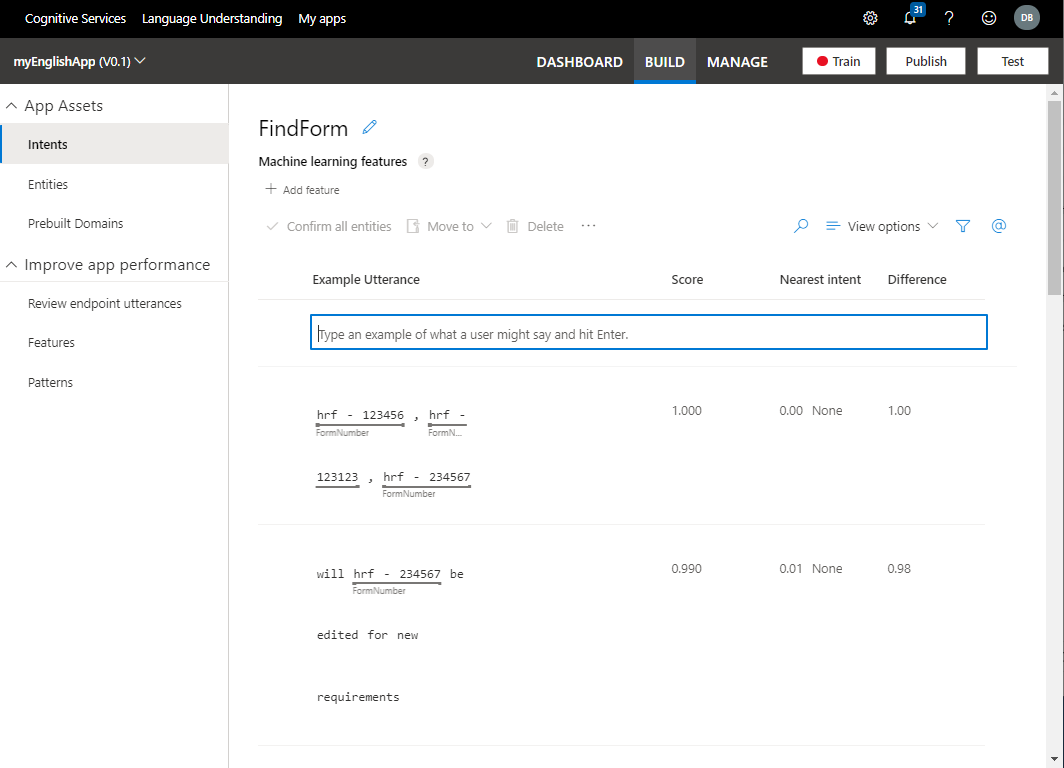 Cognitive Services Language Understanding My apps 31 ? DB
myEnglishApp (V0.1) DASHBOARD BUILD MANAGE Train Publish Test
App Assets
Intents
Entities
Prebuilt Domains
Improve app performance
Review endpoint utterances
Features
Patterns
FindForm
Machine learning features ?
+ Add feature
Confirm all entities Move to Delete ··· View options @
Example Utterance Score Nearest intent Difference
Type an example of what a user might say and hit Enter.
hrf - 123456 , hrf - 1.000 0.00 None 1.00
FormNumber FormN...
123123 , hrf - 234567
FormNumber
will hrf - 234567 be 0.990 0.01 None 0.98
FormNumber
edited for new
requirements